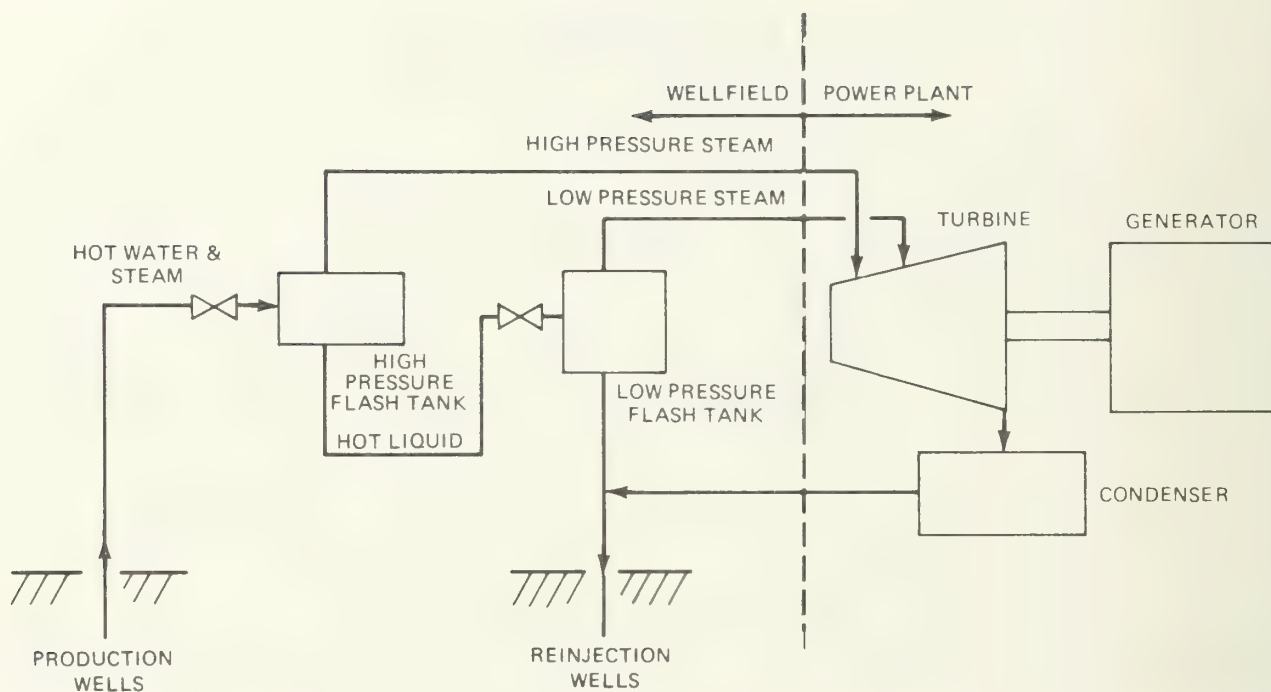 WELLFIELD
POWER PLANT
HIGH PRESSURE STEAM
LOW PRESSURE STEAM
TURBINE
GENERATOR
HOT WATER &
STEAM
HIGH
PRESSURE
FLASH TANK
LOW PRESSURE
FLASH TANK
HOT LIQUID
CONDENSER
PRODUCTION
WELLS
REINJECTION
WELLS